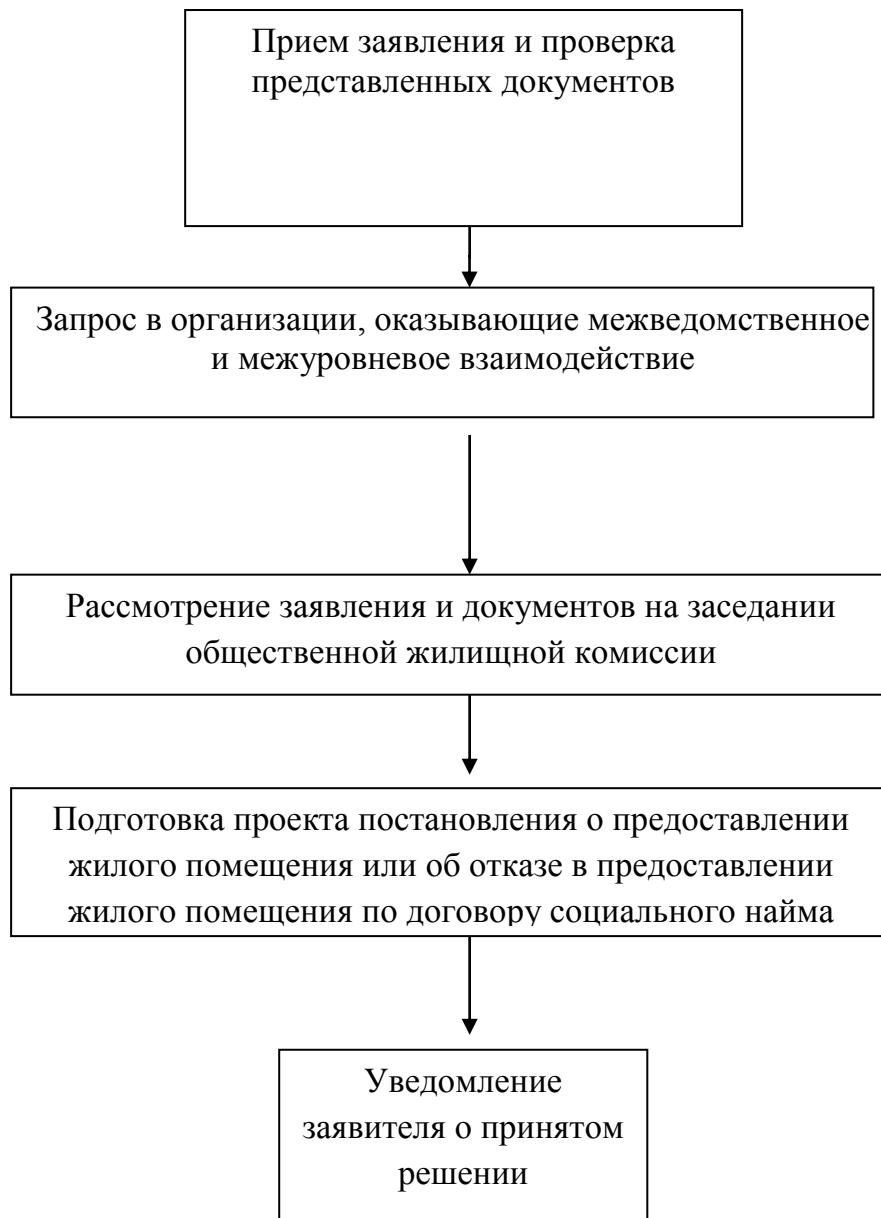 Прием заявления и проверка
представленных документов
Запрос в организации, оказывающие межведомственное
и межуровневое взаимодействие
Рассмотрение заявления и документов на заседании
общественной жилищной комиссии
Подготовка проекта постановления о предоставлении
жилого помещения или об отказе в предоставлении
жилого помещения по договору социального найма
Уведомление
заявителя о принятом
решении